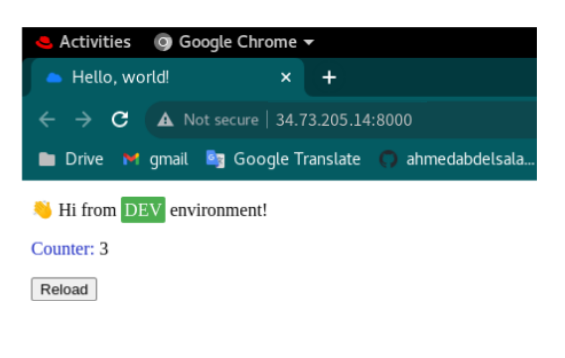 Activities Google Chrome
Hello, world!
Not secure | 34.73.205.14:8000
Drive gmail Google Translate ahmedabdelsala...
👋 Hi from DEV environment!
Counter: 3
Reload